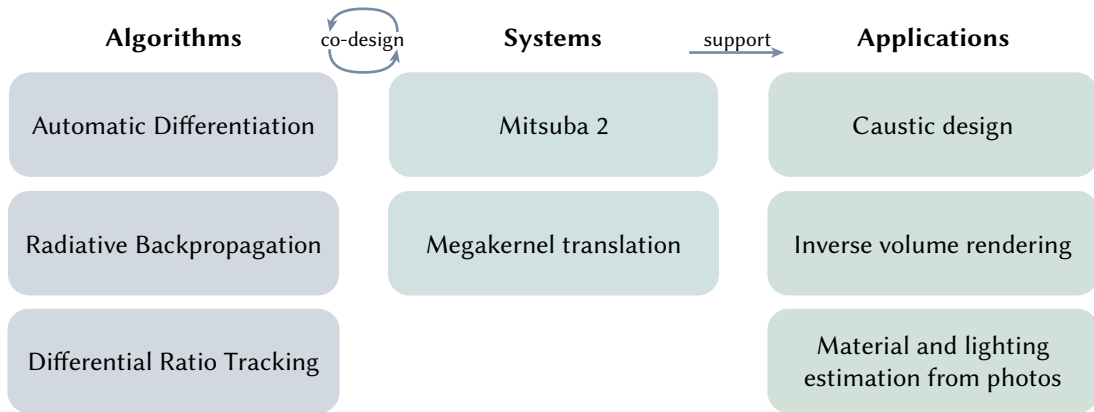 Algorithms
co-design
Systems
support
Applications
Automatic Differentiation
Mitsuba 2
Caustic design
Radiative Backpropagation
Megakernel translation
Inverse volume rendering
Differential Ratio Tracking
Material and lighting
estimation from photos